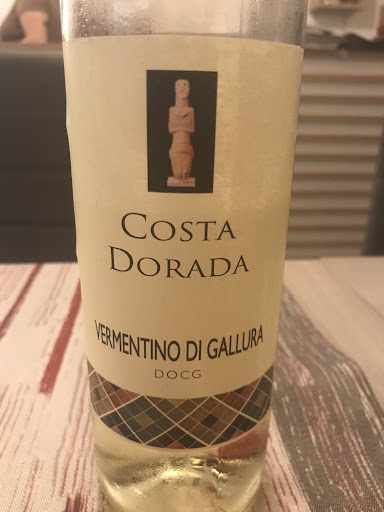 COSTA
DORADA
VERMENTINO DI GALLURA
DOCG